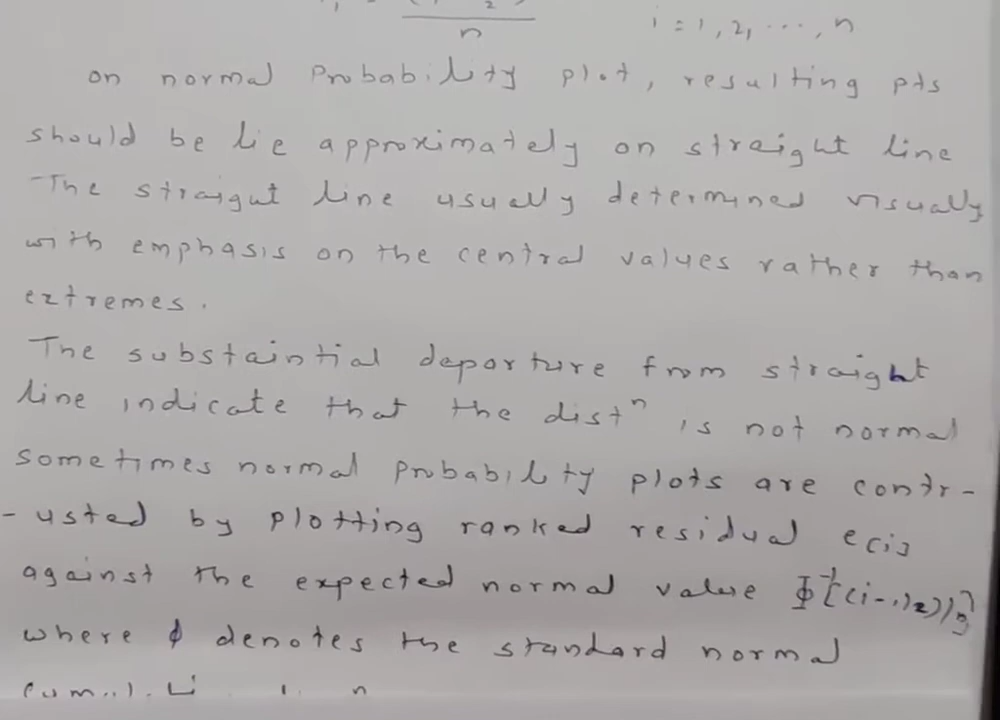 n i = 1, 2, ..., n
on normal Probability plot, resulting pts
should be lie approximately on straight line
The straigut line usually determined visually
with emphasis on the central values rather than
extremes.
The substaintial departure from straight
line indicate that the distⁿ is not normal
sometimes normal probability plots are contr-
-usted by plotting ranked residual e(i)
against the expected normal value Φ⁻¹[(i-1/2)/n]
where ϕ denotes the standard normal